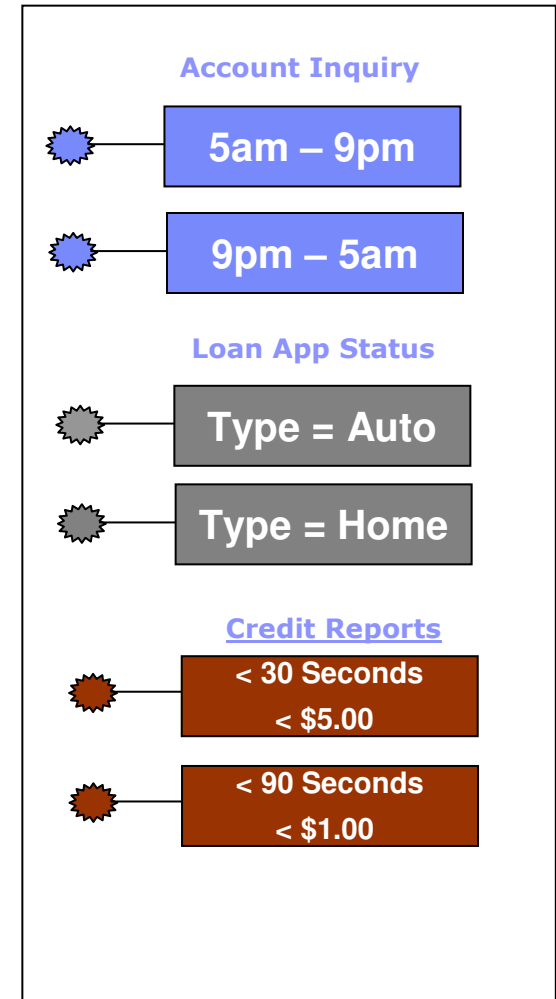 Account Inquiry
5am – 9pm
9pm – 5am
Loan App Status
Type = Auto
Type = Home
Credit Reports
< 30 Seconds
< $5.00
< 90 Seconds
< $1.00